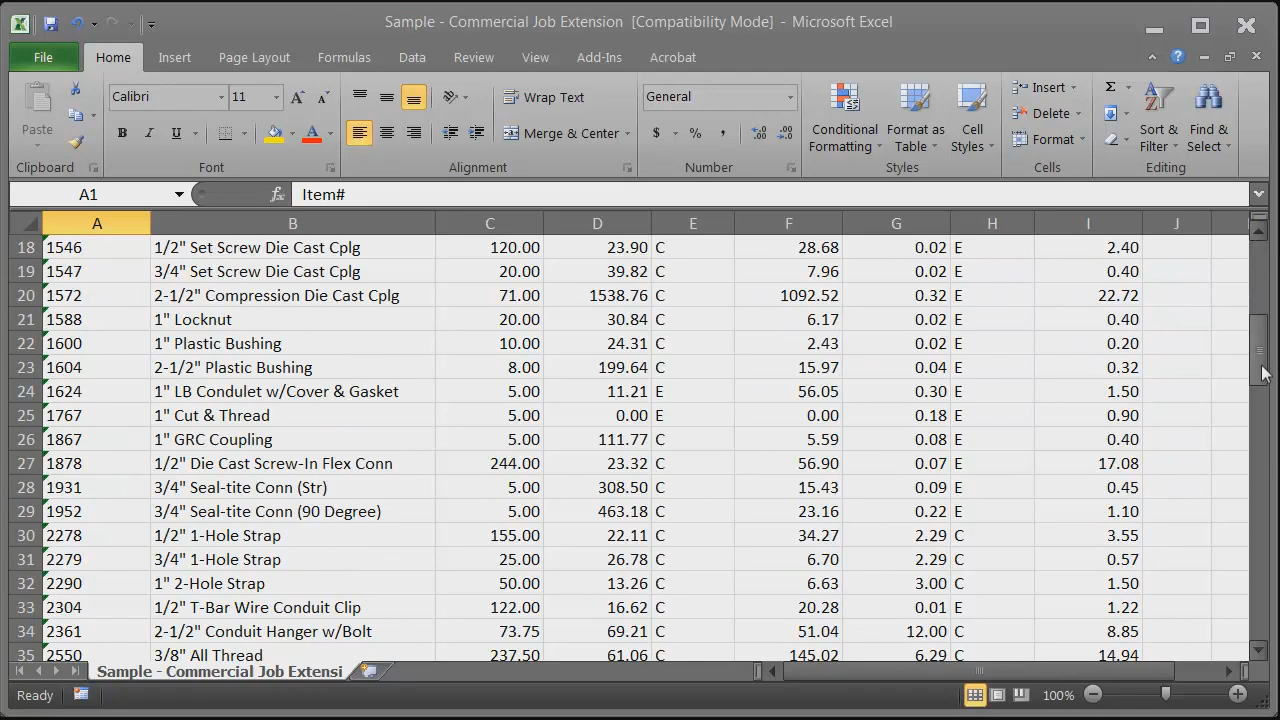 Sample - Commercial Job Extension [Compatibility Mode] - Microsoft Excel
File Home Insert Page Layout Formulas Data Review View Add-Ins Acrobat
Paste
Clipboard
Calibri 11
B I U A
Font
Wrap Text
Merge & Center
Alignment
General
$ % ,
Number
Conditional Formatting
Format as Table
Cell Styles
Styles
Insert
Delete
Format
Cells
Sort & Filter
Find & Select
Editing
A1 fx Item#
A B C D E F G H I J
18 1546 1/2" Set Screw Die Cast Cplg 120.00 23.90 C 28.68 0.02 E 2.40
19 1547 3/4" Set Screw Die Cast Cplg 20.00 39.82 C 7.96 0.02 E 0.40
20 1572 2-1/2" Compression Die Cast Cplg 71.00 1538.76 C 1092.52 0.32 E 22.72
21 1588 1" Locknut 20.00 30.84 C 6.17 0.02 E 0.40
22 1600 1" Plastic Bushing 10.00 24.31 C 2.43 0.02 E 0.20
23 1604 2-1/2" Plastic Bushing 8.00 199.64 C 15.97 0.04 E 0.32
24 1624 1" LB Condulet w/Cover & Gasket 5.00 11.21 E 56.05 0.30 E 1.50
25 1767 1" Cut & Thread 5.00 0.00 E 0.00 0.18 E 0.90
26 1867 1" GRC Coupling 5.00 111.77 C 5.59 0.08 E 0.40
27 1878 1/2" Die Cast Screw-In Flex Conn 244.00 23.32 C 56.90 0.07 E 17.08
28 1931 3/4" Seal-tite Conn (Str) 5.00 308.50 C 15.43 0.09 E 0.45
29 1952 3/4" Seal-tite Conn (90 Degree) 5.00 463.18 C 23.16 0.22 E 1.10
30 2278 1/2" 1-Hole Strap 155.00 22.11 C 34.27 2.29 C 3.55
31 2279 3/4" 1-Hole Strap 25.00 26.78 C 6.70 2.29 C 0.57
32 2290 1" 2-Hole Strap 50.00 13.26 C 6.63 3.00 C 1.50
33 2304 1/2" T-Bar Wire Conduit Clip 122.00 16.62 C 20.28 0.01 E 1.22
34 2361 2-1/2" Conduit Hanger w/Bolt 73.75 69.21 C 51.04 12.00 C 8.85
35 2550 3/8" All Thread 237.50 61.06 C 145.02 6.29 C 14.94
Sample - Commercial Job Extensi
Ready 100%